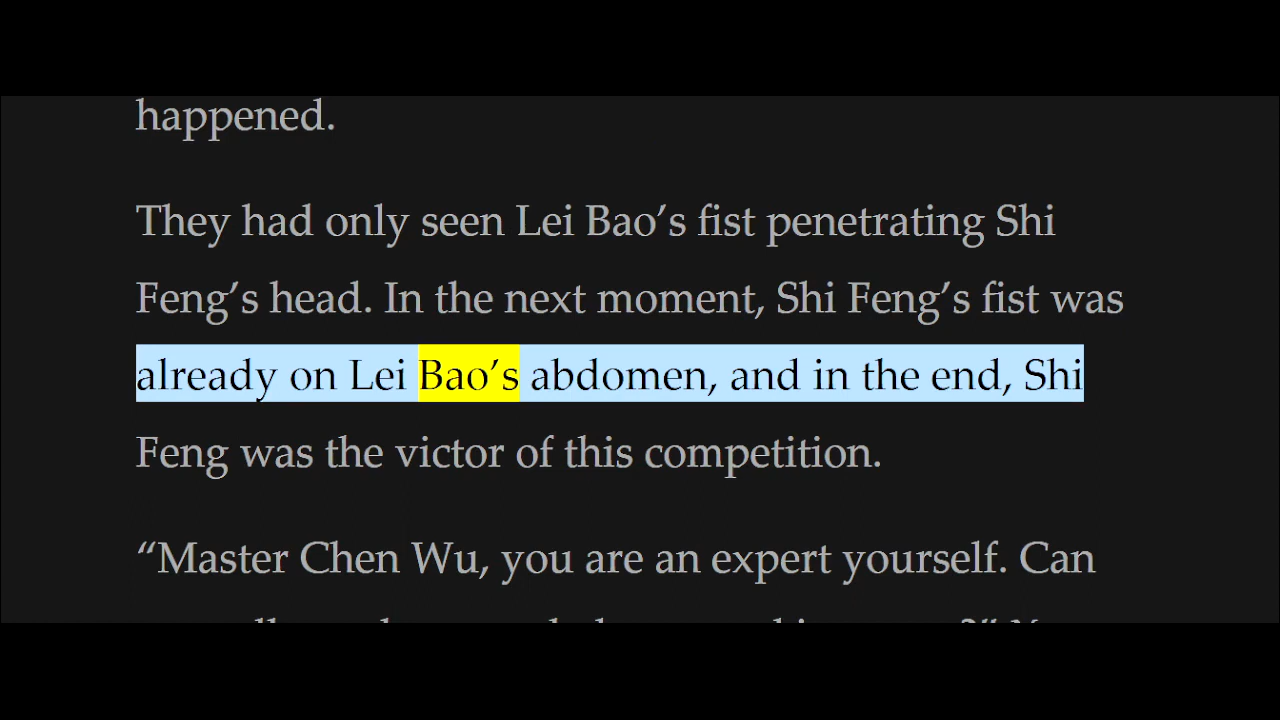 happened.
They had only seen Lei Bao’s fist penetrating Shi
Feng’s head. In the next moment, Shi Feng’s fist was
already on Lei Bao’s abdomen, and in the end, Shi
Feng was the victor of this competition.
“Master Chen Wu, you are an expert yourself. Can